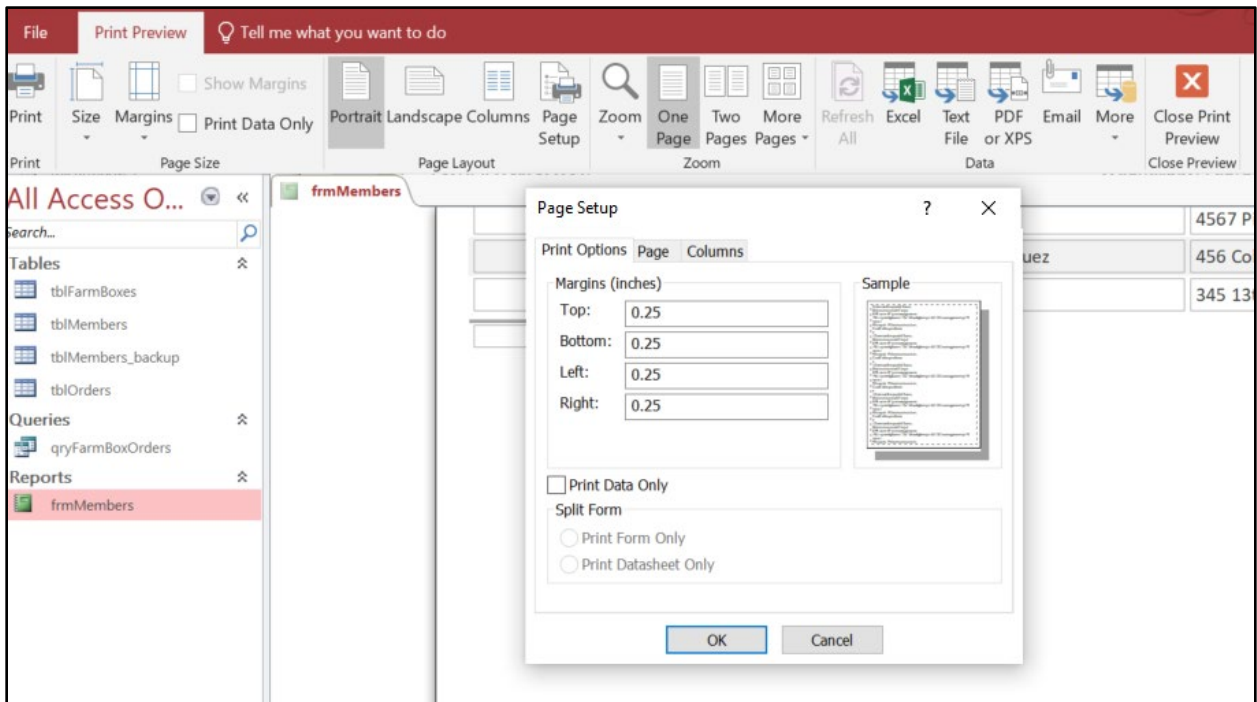 File Print Preview Tell me what you want to do
Show Margins
Print Size Margins Print Data Only Portrait Landscape Columns Page Setup Zoom One Page Two Pages More Pages Refresh All Excel Text File PDF or XPS Email More Close Print Preview
Print Page Size Page Layout Zoom Data Close Preview
All Access O...
Search...
Tables
tblFarmBoxes
tblMembers
tblMembers_backup
tblOrders
Queries
qryFarmBoxOrders
Reports
frmMembers
frmMembers
4567 P
uez 456 Co
345 139
Page Setup ?
Print Options Page Columns
Margins (inches)
Top: 0.25
Bottom: 0.25
Left: 0.25
Right: 0.25
Sample
Print Data Only
Split Form
Print Form Only
Print Datasheet Only
OK Cancel